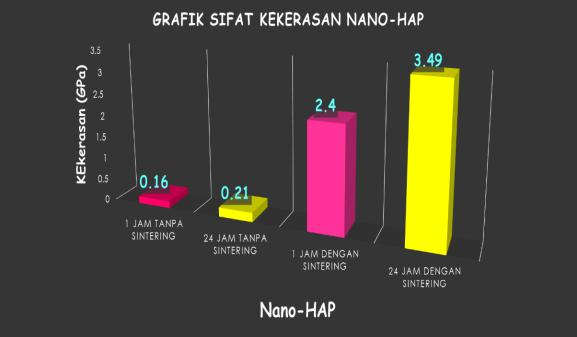 GRAFIK SIFAT KEKERASAN NANO-HAP
KEkerasan (GPa)
3.5
3
2.5
2
1.5
1
0.5
0
0.16
0.21
2.4
3.49
1 JAM TANPA
SINTERING
24 JAM TANPA
SINTERING
1 JAM DENGAN
SINTERING
24 JAM DENGAN
SINTERING
Nano-HAP